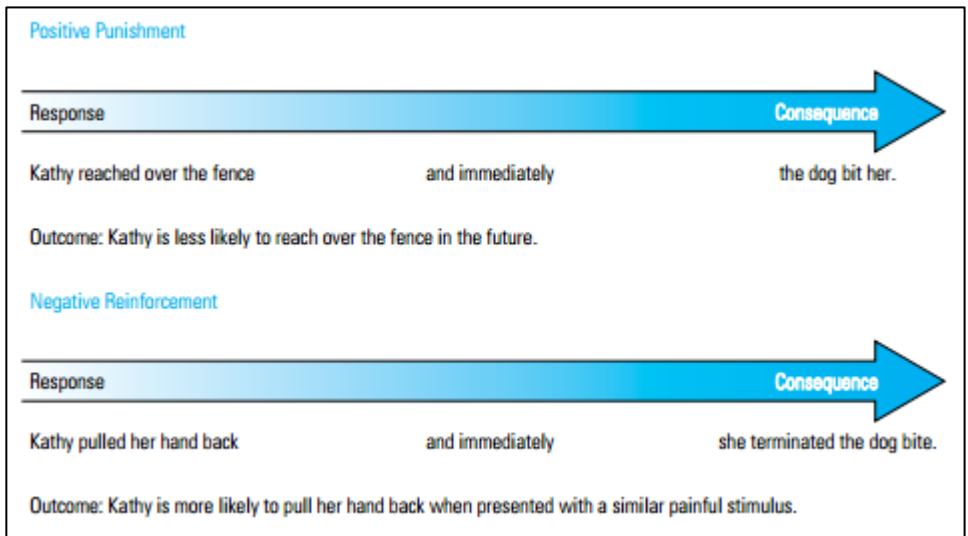 Positive Punishment
Response Consequence
Kathy reached over the fence and immediately the dog bit her.
Outcome: Kathy is less likely to reach over the fence in the future.
Negative Reinforcement
Response Consequence
Kathy pulled her hand back and immediately she terminated the dog bite.
Outcome: Kathy is more likely to pull her hand back when presented with a similar painful stimulus.